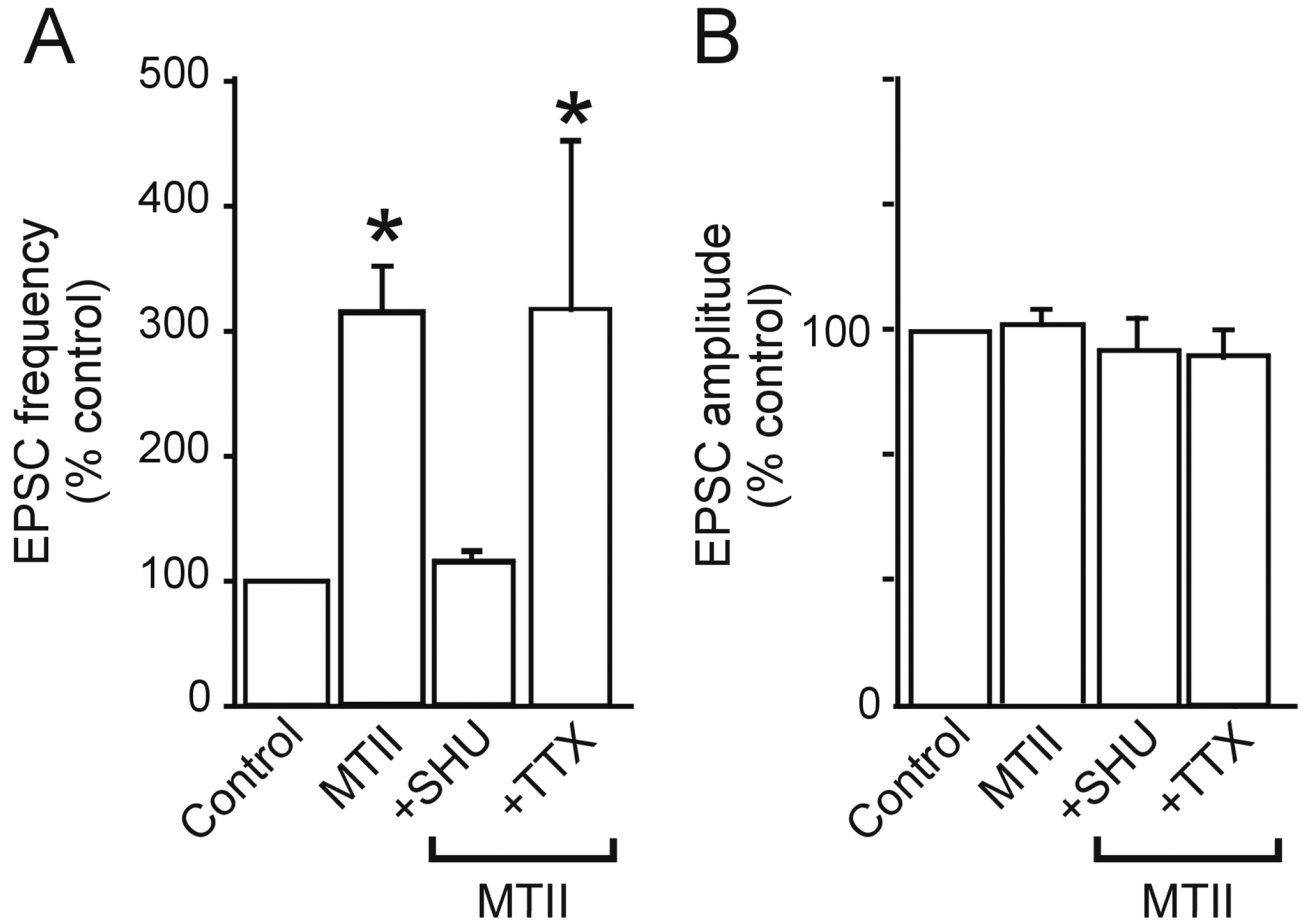 A
EPSC frequency
(% control)
500
400
300
200
100
0
*
*
Control
MTII
+SHU
+TTX
MTII
B
EPSC amplitude
(% control)
100
0
Control
MTII
+SHU
+TTX
MTII